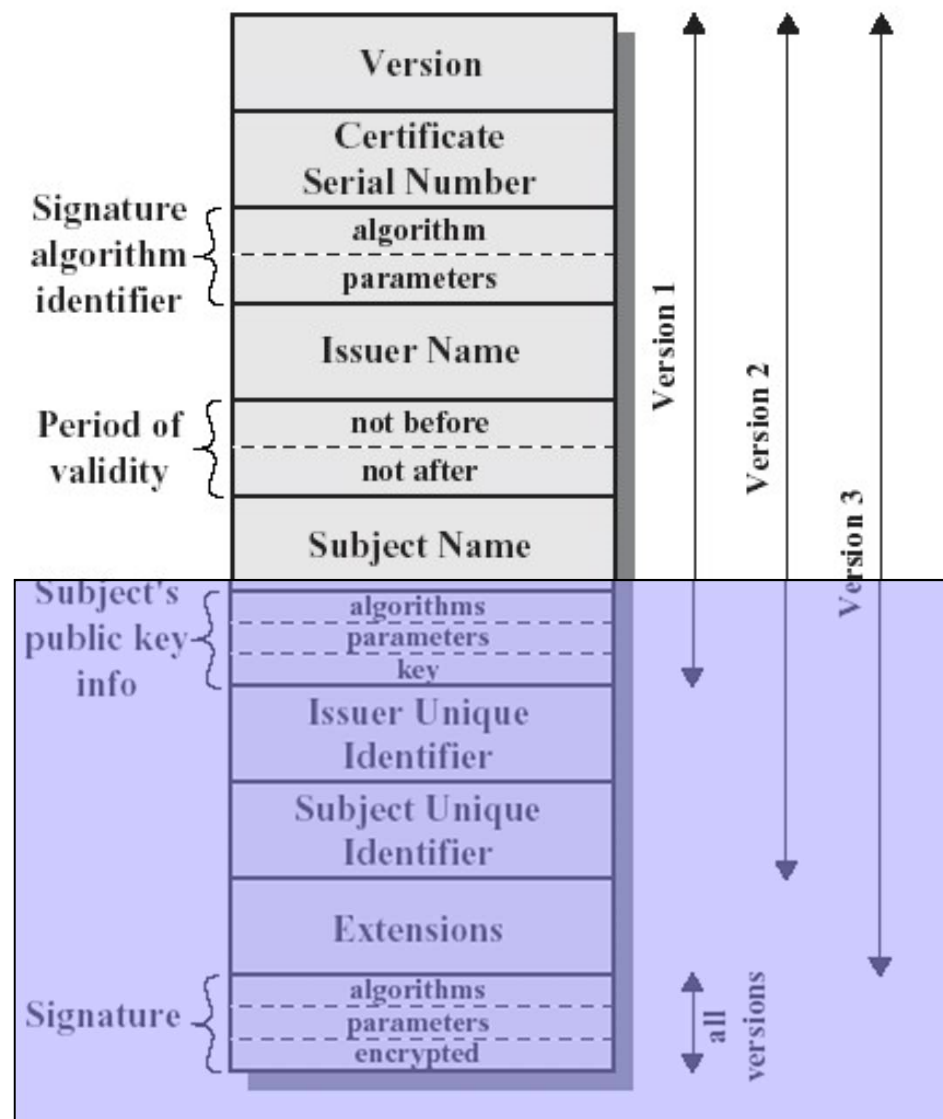 Version
Certificate
Serial Number
Signature
algorithm
identifier
algorithm
parameters
Issuer Name
Period of
validity
not before
not after
Subject Name
Subject's
public key
info
algorithms
parameters
key
Issuer Unique
Identifier
Subject Unique
Identifier
Extensions
Signature
algorithms
parameters
encrypted
Version 1
Version 2
Version 3
all
versions